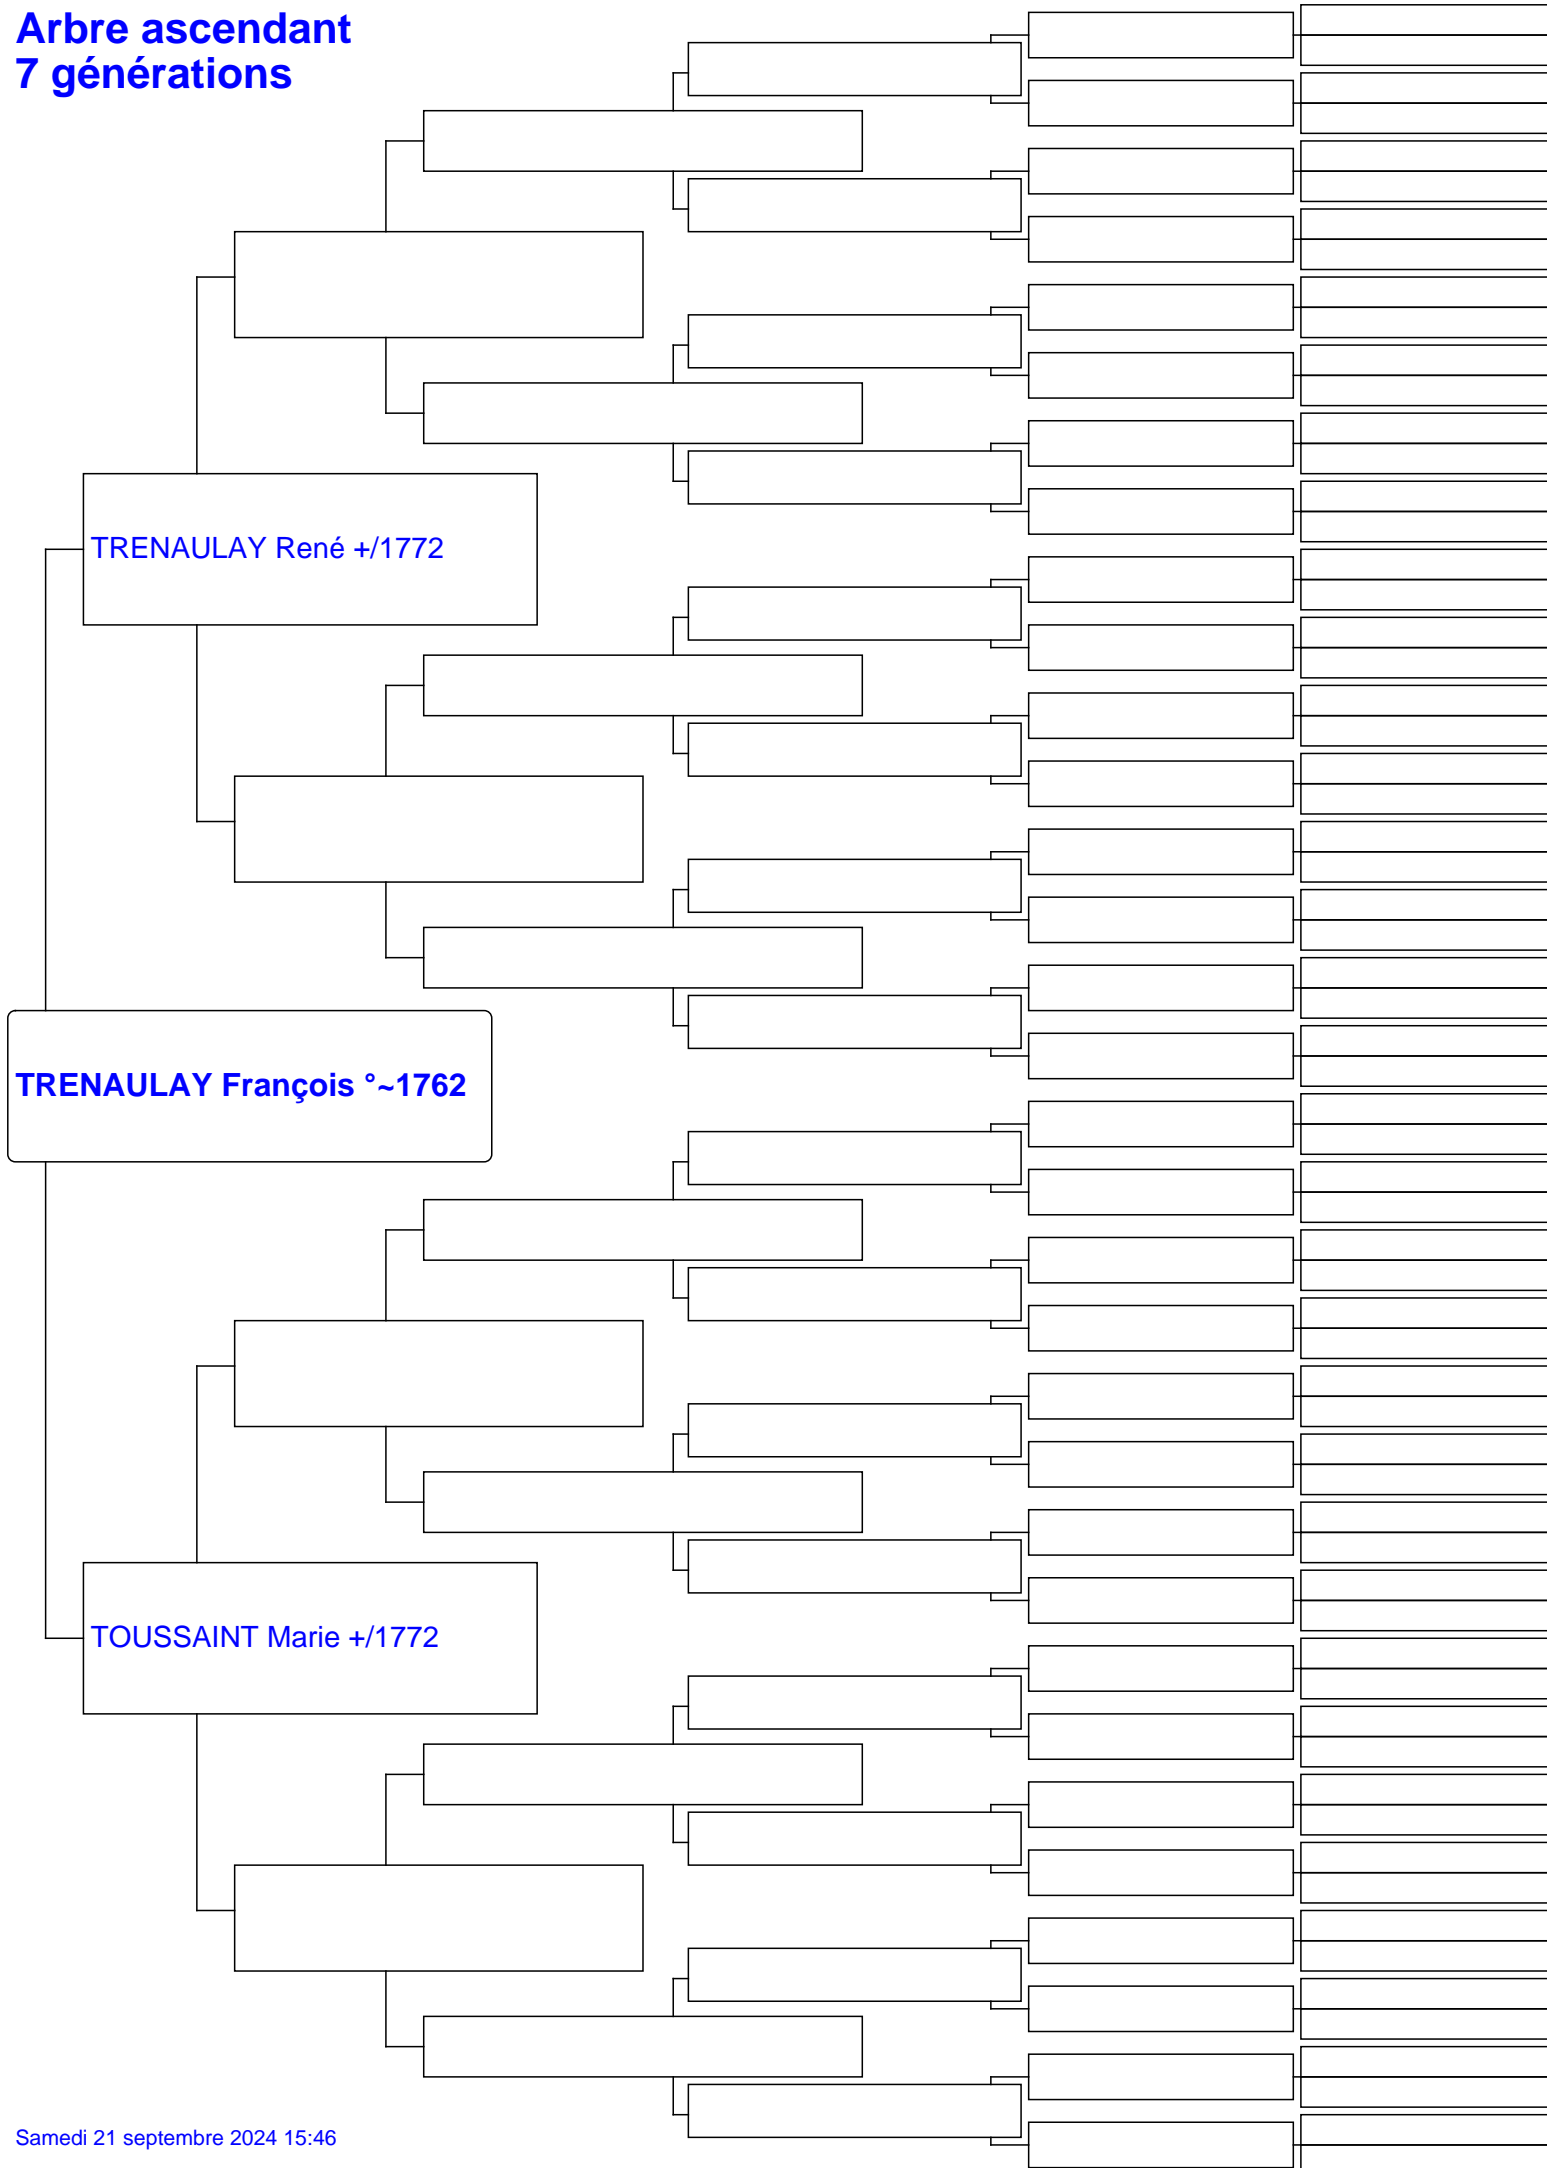 Arbre ascendant
7 générations
TRENAULAY René +/1772
TRENAULAY François °~1762
TOUSSAINT Marie +/1772
Samedi 21 septembre 2024 15:46